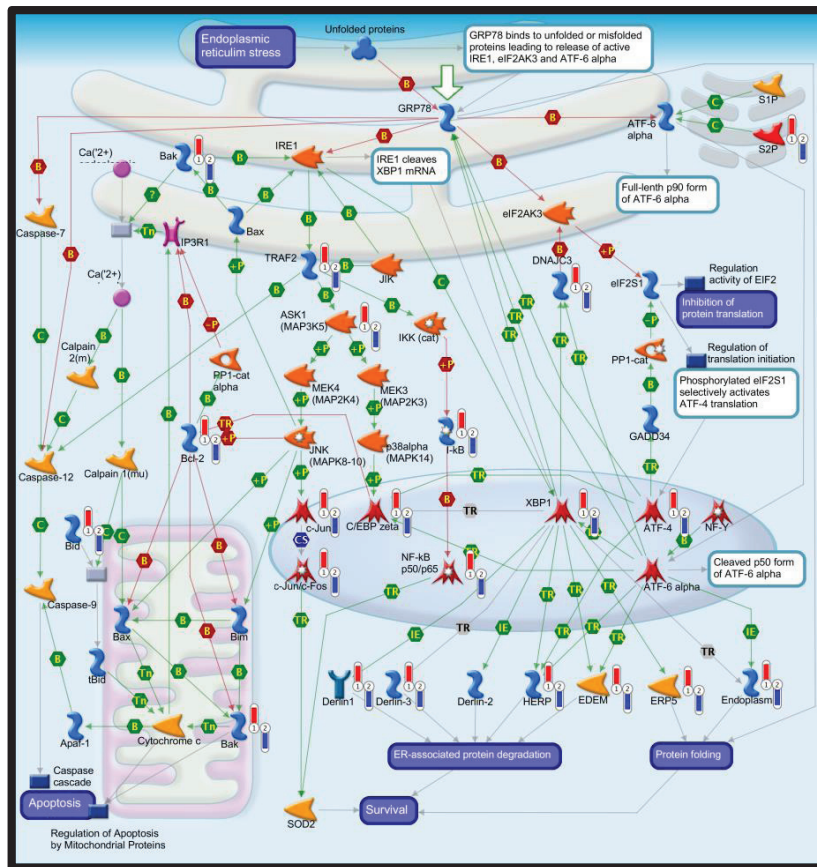 Endoplasmic
reticulim stress
Unfolded proteins
GRP78 binds to unfolded or misfolded
proteins leading to release of active
IRE1, eIF2AK3 and ATF-6 alpha
GRP78
ATF-6
alpha
S1P
S2P
Ca('2+)
Bak
IRE1
IRE1 cleaves
XBP1 mRNA
Full-lenth p90 form
of ATF-6 alpha
Caspase-7
IP3R1
Bax
eIF2AK3
TRAF2
JIK
DNAJC3
eIF2S1
Regulation
activity of EIF2
Inhibition of
protein translation
Ca('2+)
ASK1
(MAP3K5)
IKK (cat)
PP1-cat
Regulation of
translation initiation
Calpain
2(m)
PP1-cat
alpha
MEK4
(MAP2K4)
MEK3
(MAP2K3)
Phosphorylated eIF2S1
selectively activates
ATF-4 translation
GADD34
Caspase-12
Calpain 1(mu)
Bcl-2
JNK
(MAPK8-10)
p38alpha
(MAPK14)
I-kB
c-Jun
C/EBP zeta
XBP1
ATF-4
NF-Y
Bid
c-Jun/c-Fos
NF-kB
p50/p65
ATF-6 alpha
Cleaved p50 form
of ATF-6 alpha
Caspase-9
Bax
Bim
tBid
Derlin1
Derlin-3
Derlin-2
HERP
EDEM
ERP5
Endoplasm
Apaf-1
Cytochrome c
Bak
ER-associated protein degradation
Protein folding
Caspase
cascade
Apoptosis
SOD2
Survival
Regulation of Apoptosis
by Mitochondrial Proteins